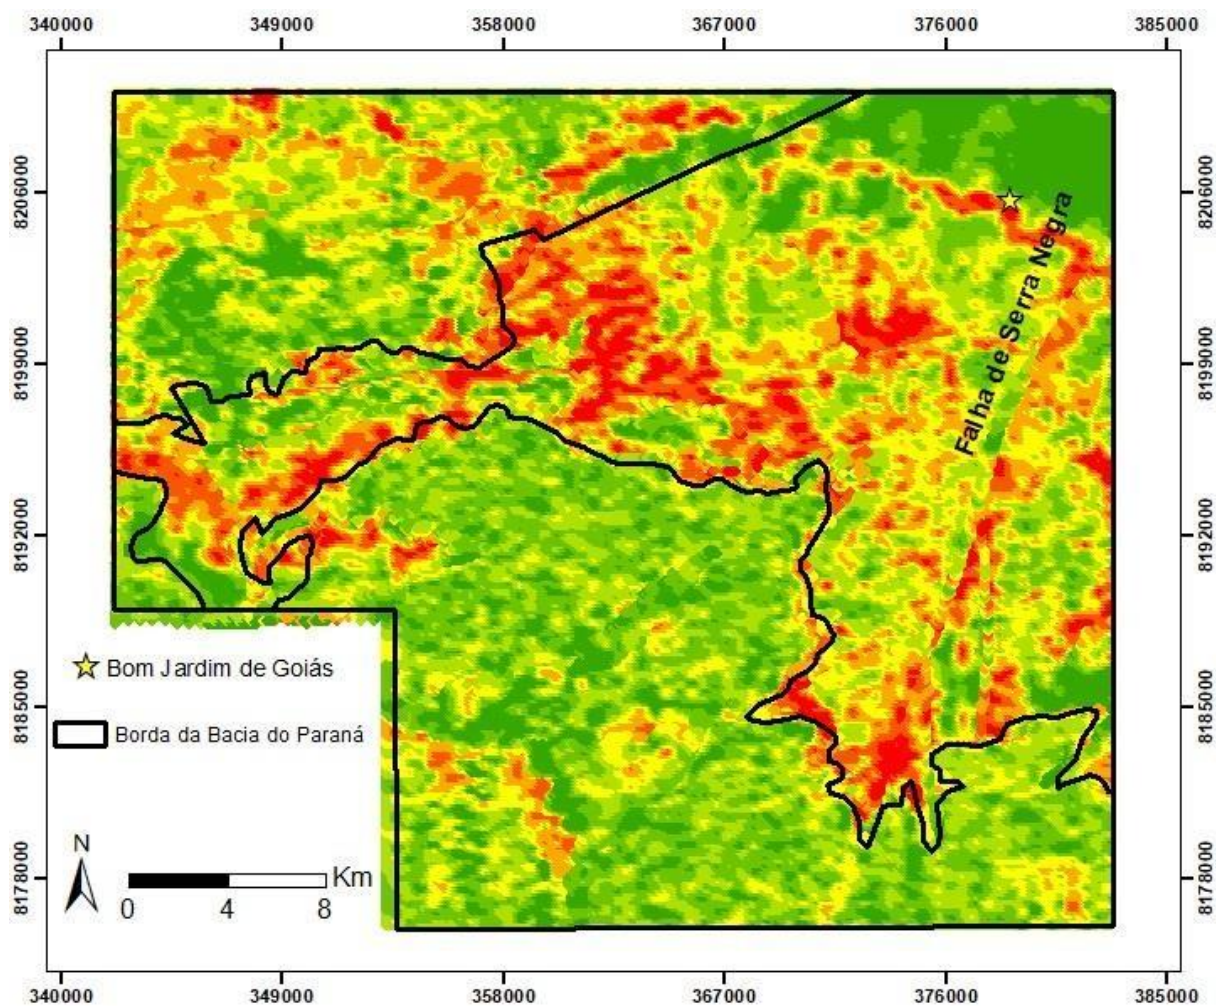 340000 349000 358000 367000 376000 385000
8206000 8206000
Falha de Serra Negra
8199000 8199000
8192000 8192000
Bom Jardim de Goiás
8185000 8185000
Borda da Bacia do Paraná
N
Km
8178000 8178000
0 4 8
340000 349000 358000 367000 376000 385000